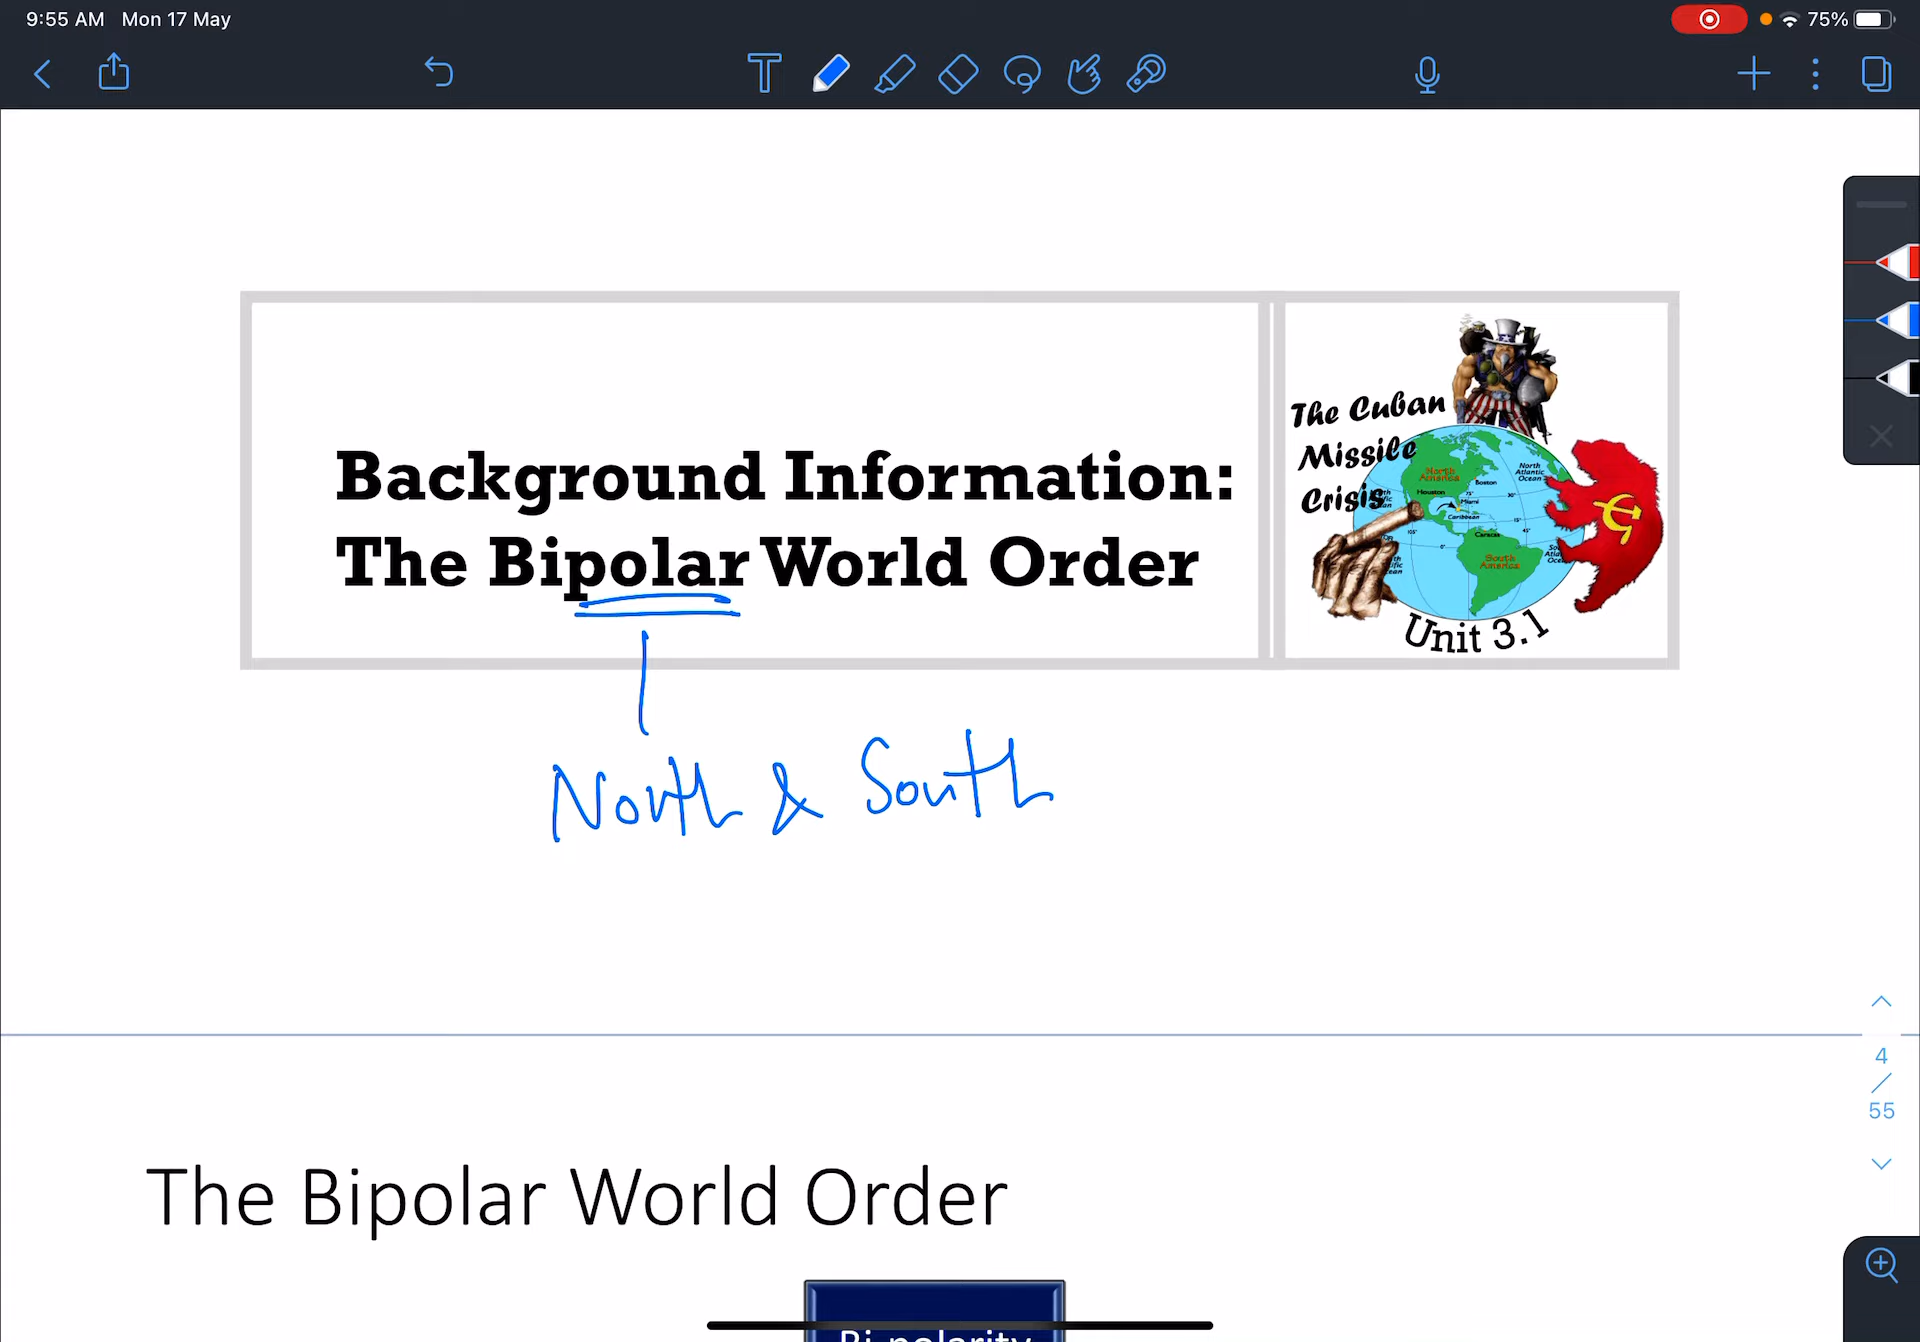 9:55 AM Mon 17 May
75%
Background Information:
The Bipolar World Order
The Cuban
Missile
Crisis
North
America
Boston
Houston
Miami
Caribbean
North
Atlantic
Ocean
Caracas
South
America
Unit 3.1
North & South
4
55
The Bipolar World Order
Bi-polarity